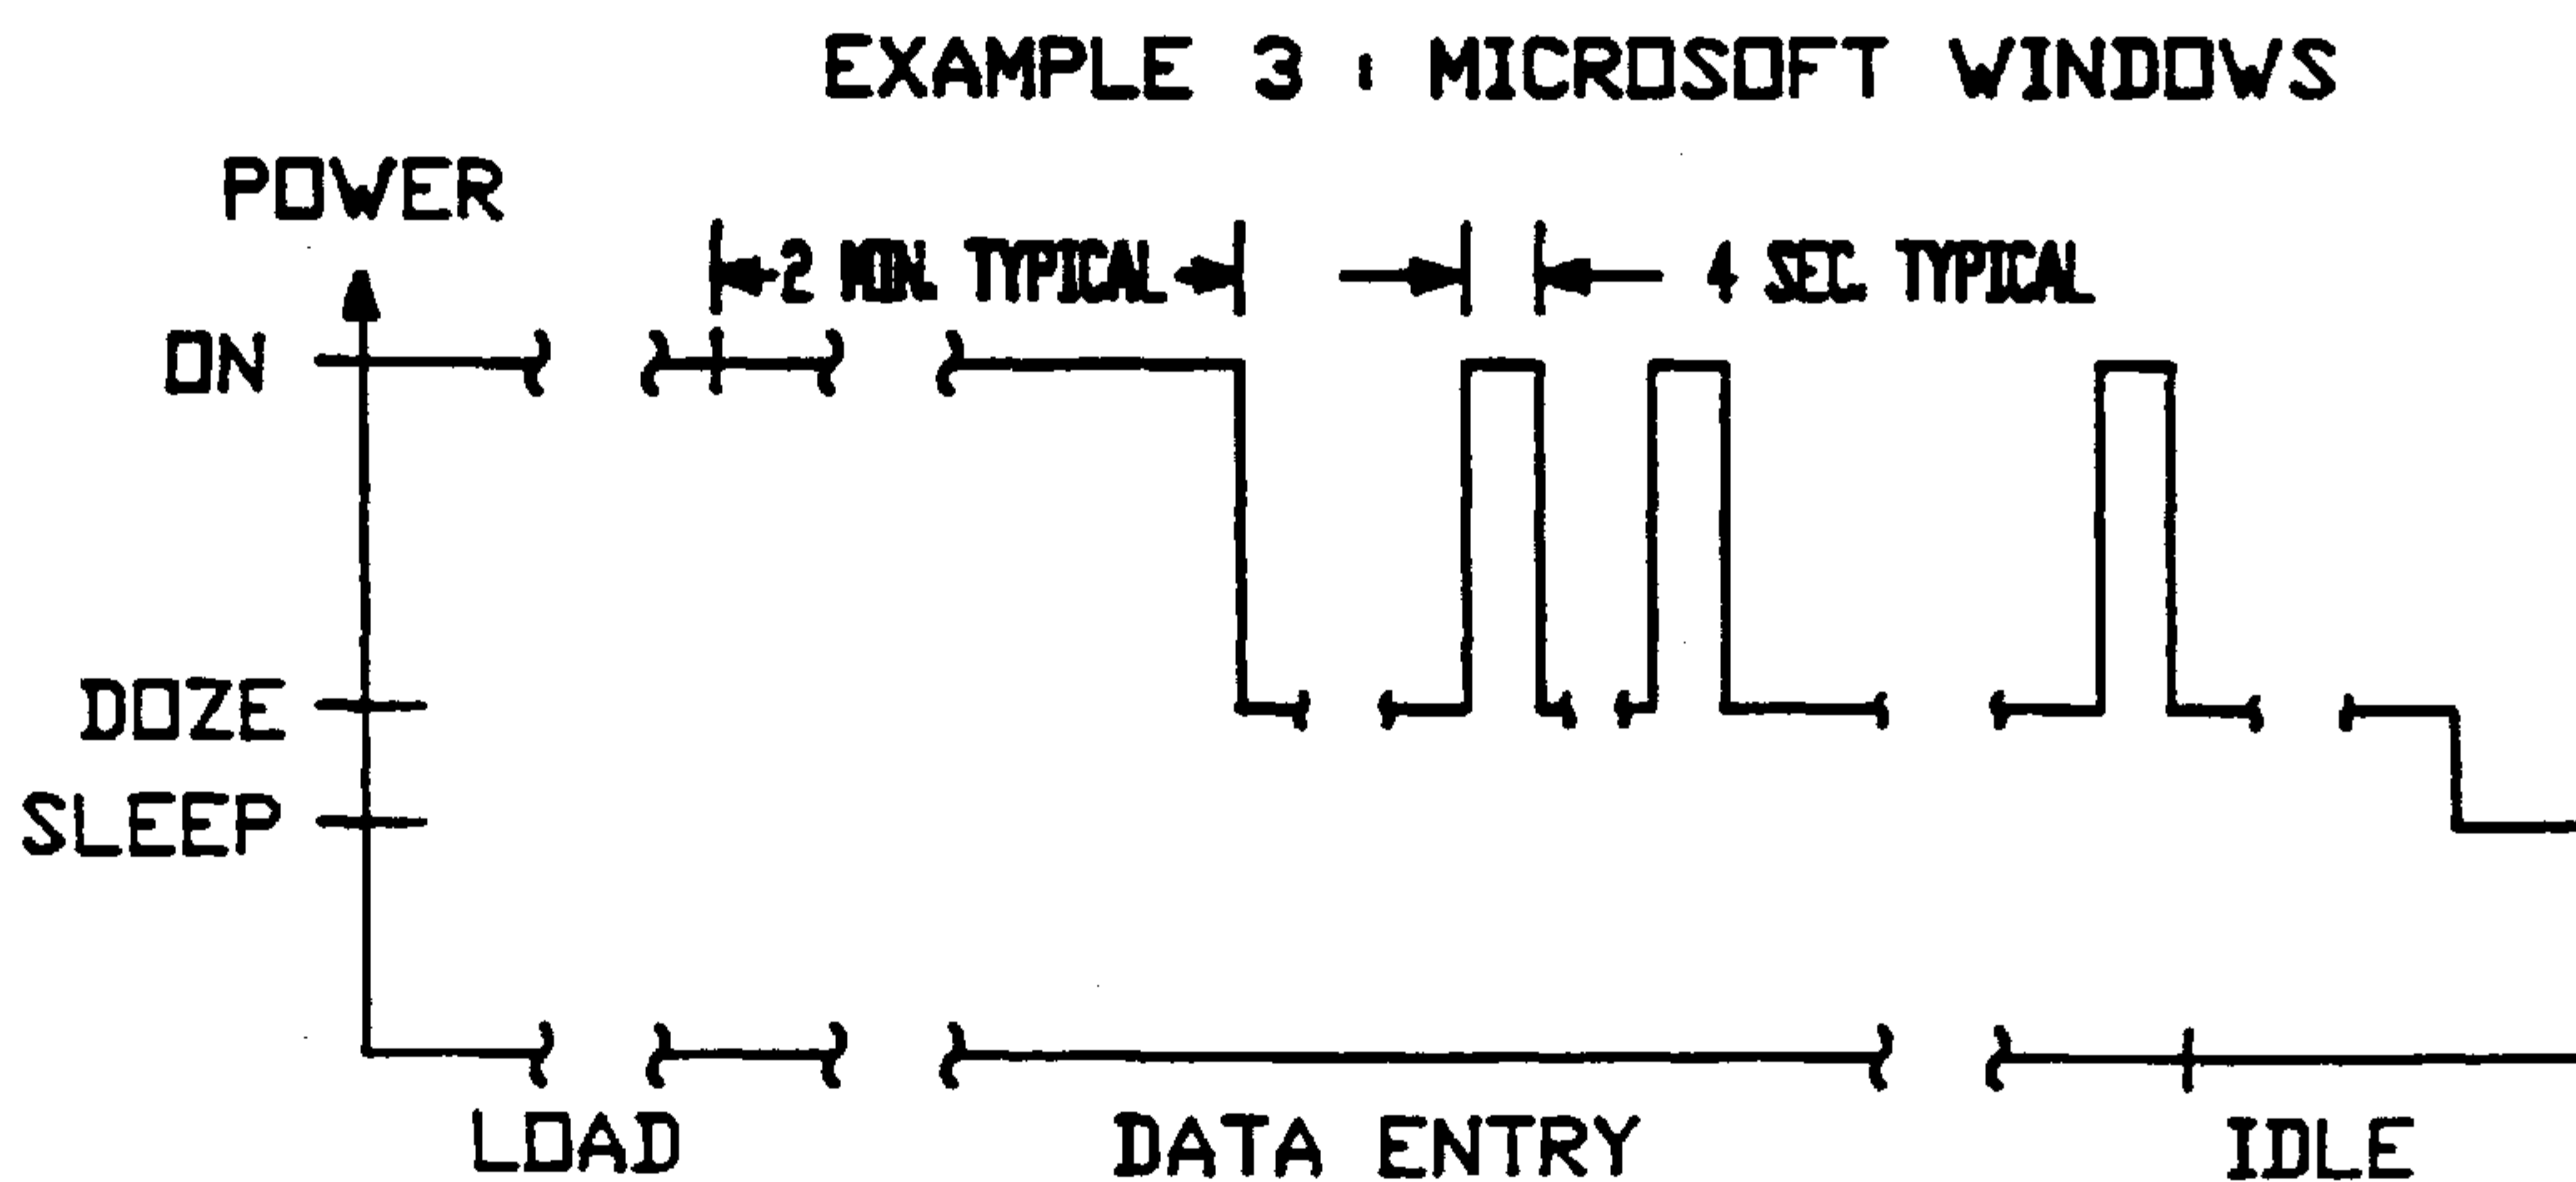 EXAMPLE 3 : MICROSOFT WINDOWS
POWER
2 MIN. TYPICAL
4 SEC. TYPICAL
ON
DOZE
SLEEP
LOAD
DATA ENTRY
IDLE